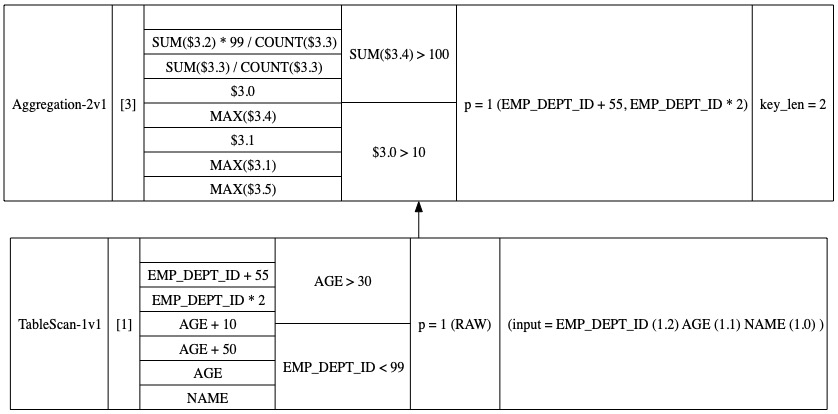 Aggregation-2v1
[3]
SUM($3.2) * 99 / COUNT($3.3)
SUM($3.3) / COUNT($3.3)
$3.0
MAX($3.4)
$3.1
MAX($3.1)
MAX($3.5)
SUM($3.4) > 100
$3.0 > 10
p = 1 (EMP_DEPT_ID + 55, EMP_DEPT_ID * 2)
key_len = 2
TableScan-1v1
[1]
EMP_DEPT_ID + 55
EMP_DEPT_ID * 2
AGE + 10
AGE + 50
AGE
NAME
AGE > 30
EMP_DEPT_ID < 99
p = 1 (RAW)
(input = EMP_DEPT_ID (1.2) AGE (1.1) NAME (1.0) )